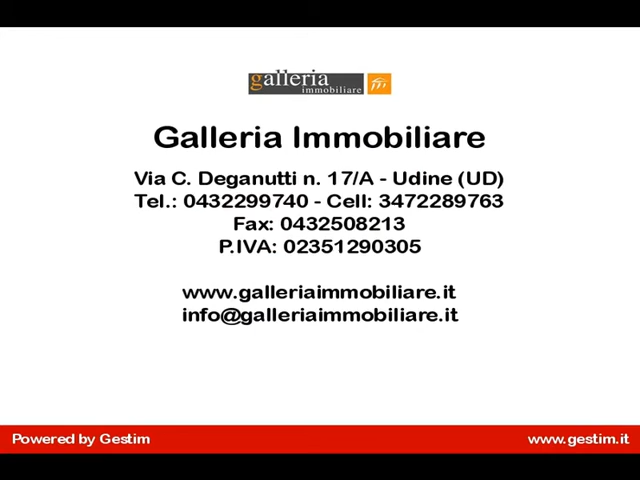 galleria
immobiliare
Galleria Immobiliare
Via C. Deganutti n. 17/A - Udine (UD)
Tel.: 0432299740 - Cell: 3472289763
Fax: 0432508213
P.IVA: 02351290305
www.galleriaimmobiliare.it
info@galleriaimmobiliare.it
Powered by Gestim
www.gestim.it